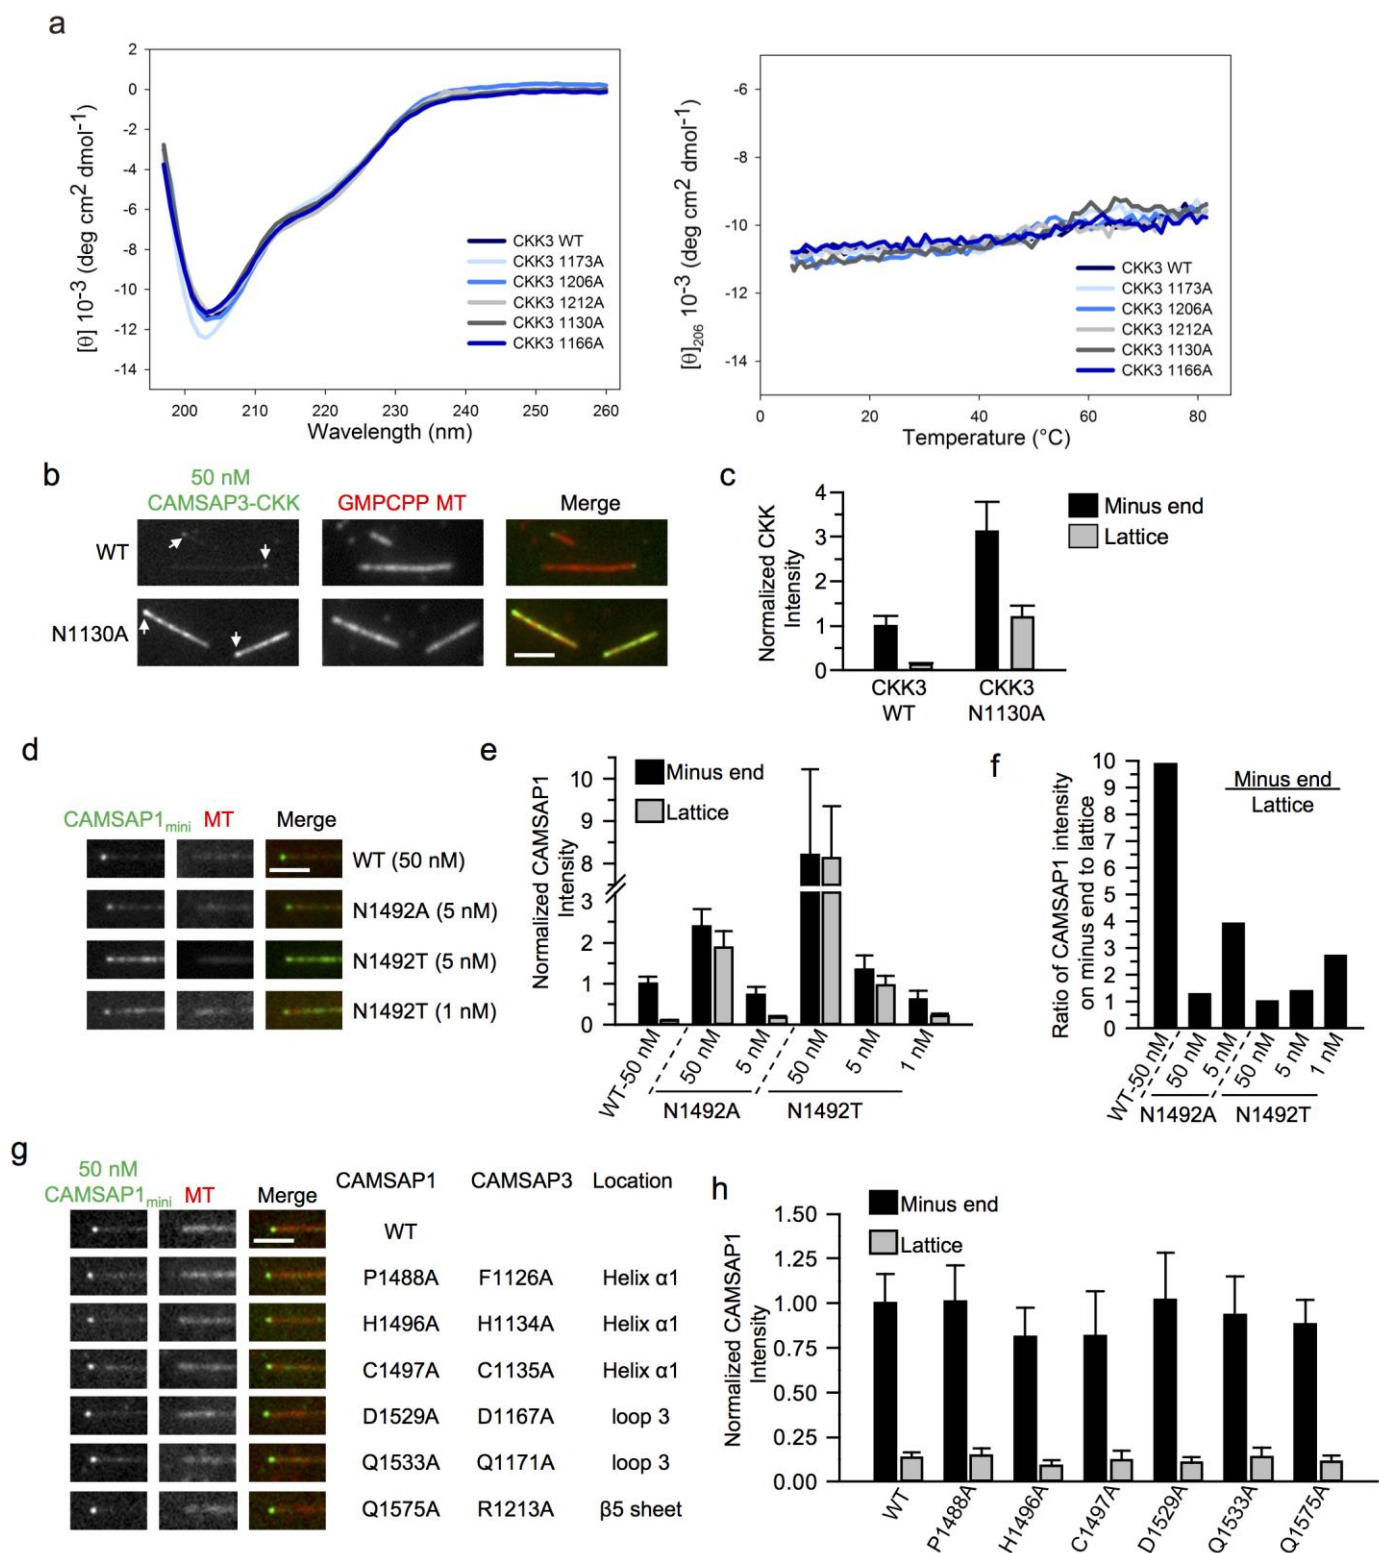 a
2
0
-2
-4
-6
-8
-10
-12
-14
[θ] 10-3 (deg cm2 dmol-1)
200 210 220 230 240 250 260
Wavelength (nm)
CKK3 WT
CKK3 1173A
CKK3 1206A
CKK3 1212A
CKK3 1130A
CKK3 1166A
-6
-8
-10
-12
-14
[θ]206 10-3 (deg cm2 dmol-1)
0 20 40 60 80
Temperature (°C)
CKK3 WT
CKK3 1173A
CKK3 1206A
CKK3 1212A
CKK3 1130A
CKK3 1166A
b
50 nM
CAMSAP3-CKK GMPCPP MT Merge
WT
N1130A
c
4
3
2
1
0
Normalized CKK
Intensity
Minus end
Lattice
CKK3
WT
CKK3
N1130A
d
CAMSAP1mini MT Merge
WT (50 nM)
N1492A (5 nM)
N1492T (5 nM)
N1492T (1 nM)
e
Normalized CAMSAP1
Intensity
10
9
8
3
2
1
0
Minus end
Lattice
WT-50 nM 50 nM 5 nM 50 nM 5 nM 1 nM
N1492A N1492T
f
Ratio of CAMSAP1 intensity
on minus end to lattice
10
9
8
7
6
5
4
3
2
1
0
Minus end
Lattice
WT-50 nM 50 nM 5 nM 50 nM 5 nM 1 nM
N1492A N1492T
g
50 nM
CAMSAP1mini MT Merge
CAMSAP1 CAMSAP3 Location
WT
P1488A F1126A Helix α1
H1496A H1134A Helix α1
C1497A C1135A Helix α1
D1529A D1167A loop 3
Q1533A Q1171A loop 3
Q1575A R1213A β5 sheet
h
Minus end
Lattice
Normalized CAMSAP1
Intensity
1.50
1.25
1.00
0.75
0.50
0.25
0.00
WT P1488A H1496A C1497A D1529A Q1533A Q1575A